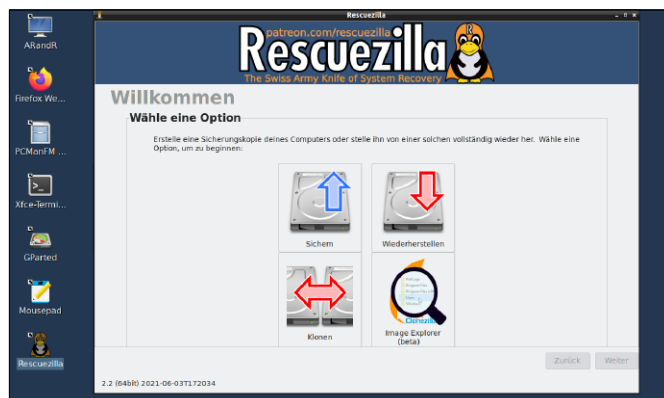 ARandR
Firefox We...
PCManFM ...
Xfce-Termi...
GParted
Mousepad
Rescuezilla
Rescuezilla
patreon.com/rescuezilla
Rescuezilla
The Swiss Army Knife of System Recovery
Willkommen
Wähle eine Option
Erstelle eine Sicherungskopie deines Computers oder stelle ihn von einer solchen vollständig wieder her. Wähle eine
Option, um zu beginnen:
Sichern
Wiederherstellen
Klonen
Clonezilla
Image Explorer
(beta)
Zurück
Weiter
2.2 (64bit) 2021-06-03T172034